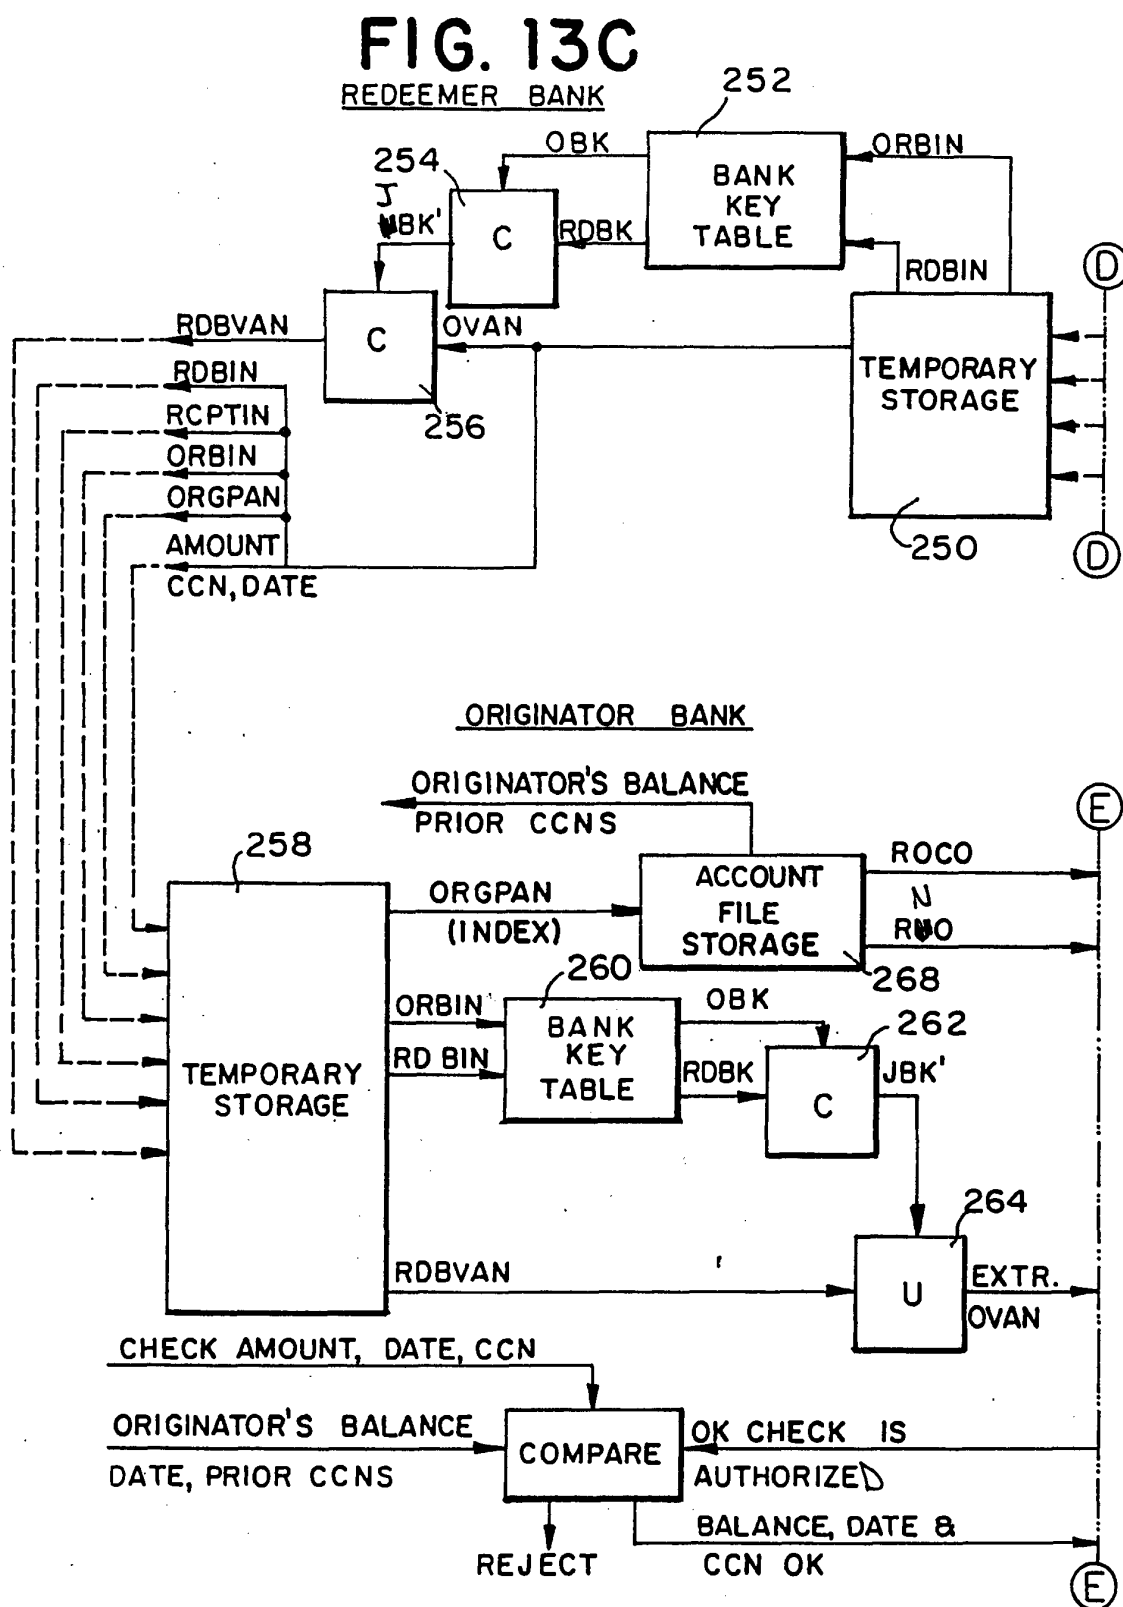 FIG. 13C
REDEEMER BANK
252
254
OBK
ORBIN
BANK
KEY
TABLE
J
BK'
C
RDBK
RDBIN
D
RDBVAN
C
OVAN
TEMPORARY
STORAGE
RDBIN
RCPTIN
256
ORBIN
ORGPAN
250
AMOUNT
CCN, DATE
D
ORIGINATOR BANK
ORIGINATOR'S BALANCE
PRIOR CCNS
E
258
ORGPAN
(INDEX)
ACCOUNT
FILE
STORAGE
ROCO
N
R O
268
260
ORBIN
RD BIN
BANK
KEY
TABLE
OBK
RDBK
262
C
JBK'
TEMPORARY
STORAGE
264
RDBVAN
U
EXTR.
OVAN
CHECK AMOUNT, DATE, CCN
ORIGINATOR'S BALANCE
DATE, PRIOR CCNS
COMPARE
OK CHECK IS
AUTHORIZED
REJECT
BALANCE, DATE &
CCN OK
E